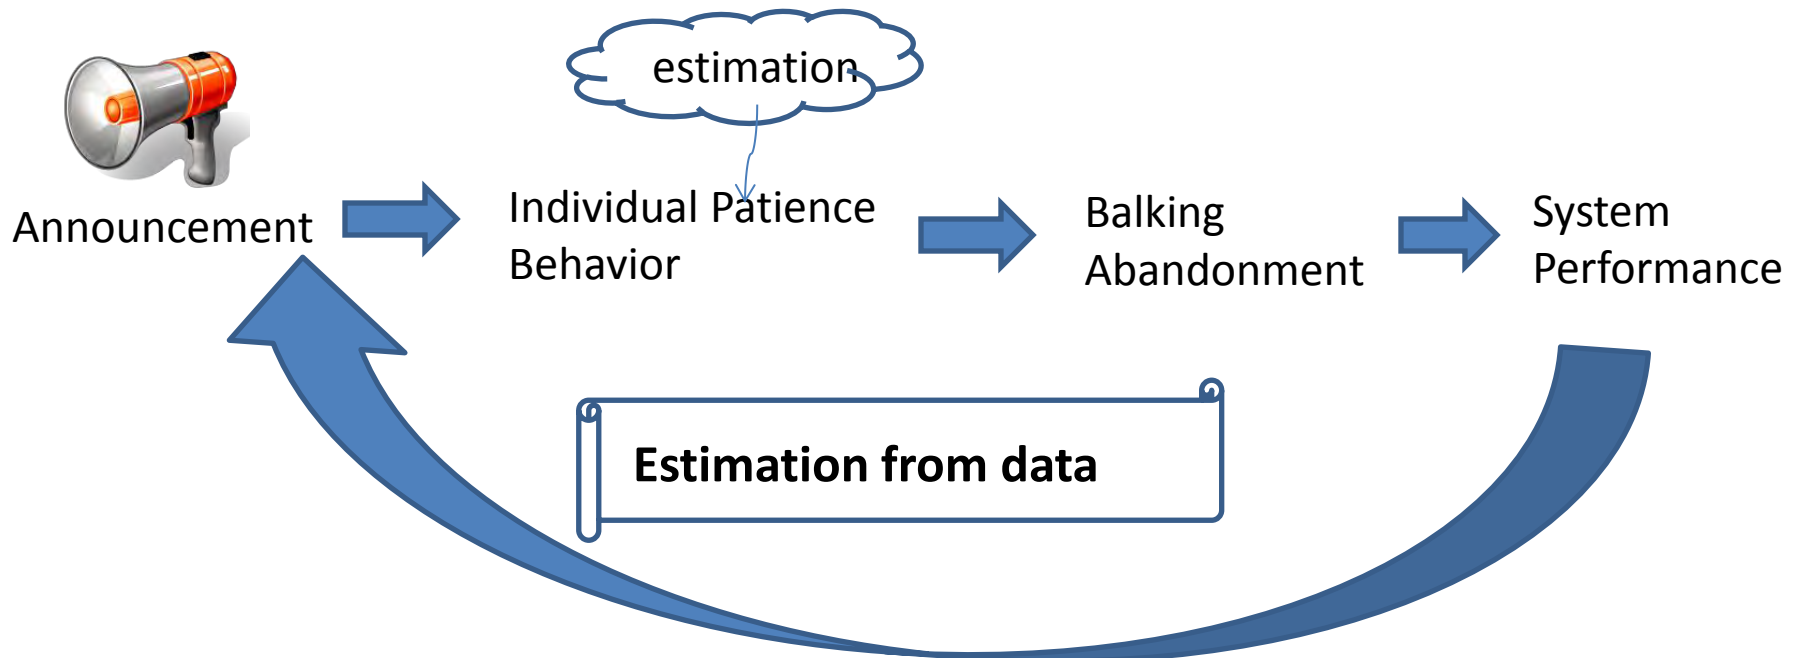 estimation
Announcement
Individual Patience
Behavior
Balking
Abandonment
System
Performance
Estimation from data